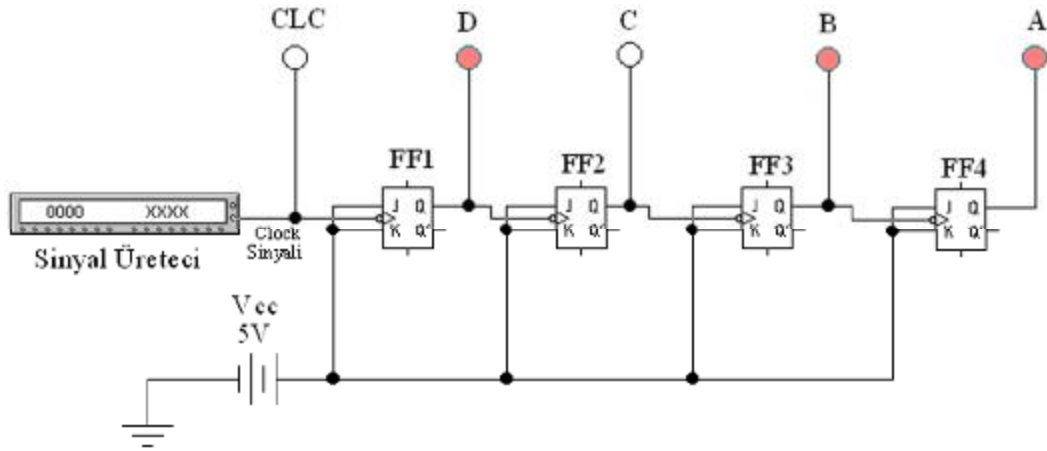 CLC
D
C
B
A
FF1
FF2
FF3
FF4
J Q
K Q'
J Q
K Q'
J Q
K Q'
J Q
K Q'
0000 XXXX
Clock
Sinyali
Sinyal Üreteci
Vcc
5V